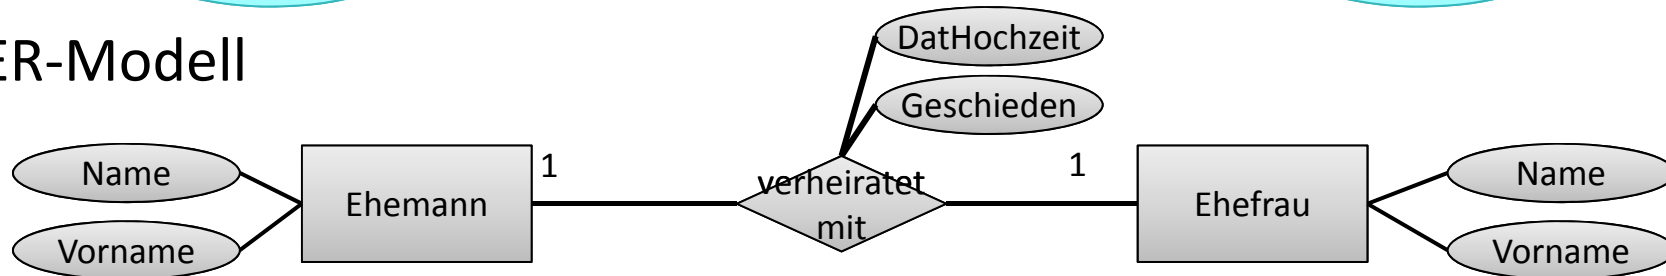 DatHochzeit
ER-Modell
Geschieden
Name
Vorname
Ehemann
1
verheiratet
mit
1
Ehefrau
Name
Vorname